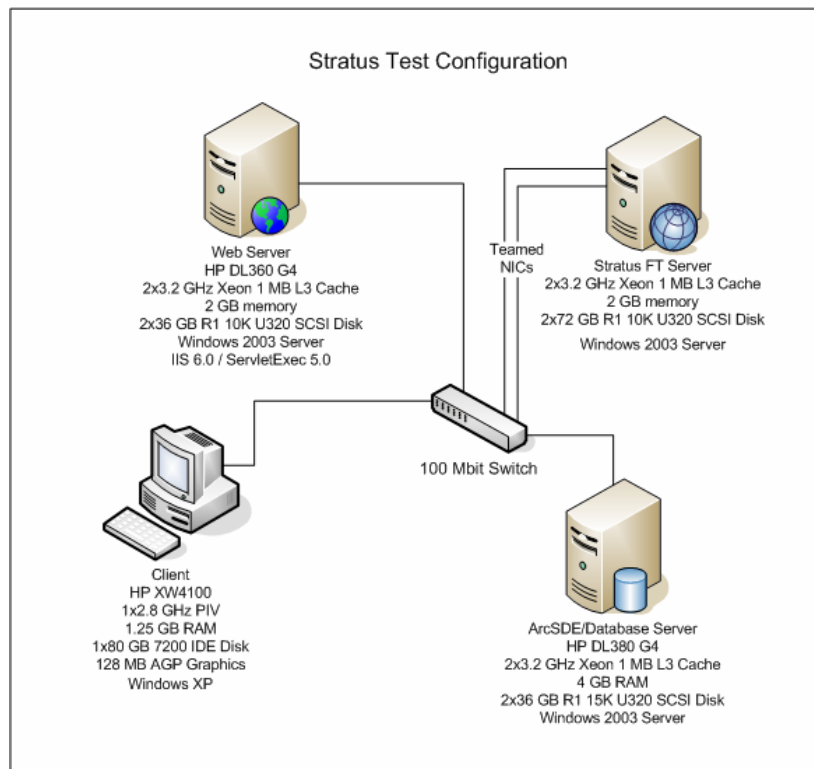 Stratus Test Configuration
Web Server
HP DL360 G4
2x3.2 GHz Xeon 1 MB L3 Cache
2 GB memory
2x36 GB R1 10K U320 SCSI Disk
Windows 2003 Server
IIS 6.0 / ServletExec 5.0
Teamed
NICs
Stratus FT Server
2x3.2 GHz Xeon 1 MB L3 Cache
2 GB memory
2x72 GB R1 10K U320 SCSI Disk
Windows 2003 Server
100 Mbit Switch
Client
HP XW4100
1x2.8 GHz PIV
1.25 GB RAM
1x80 GB 7200 IDE Disk
128 MB AGP Graphics
Windows XP
ArcSDE/Database Server
HP DL380 G4
2x3.2 GHz Xeon 1 MB L3 Cache
4 GB RAM
2x36 GB R1 15K U320 SCSI Disk
Windows 2003 Server